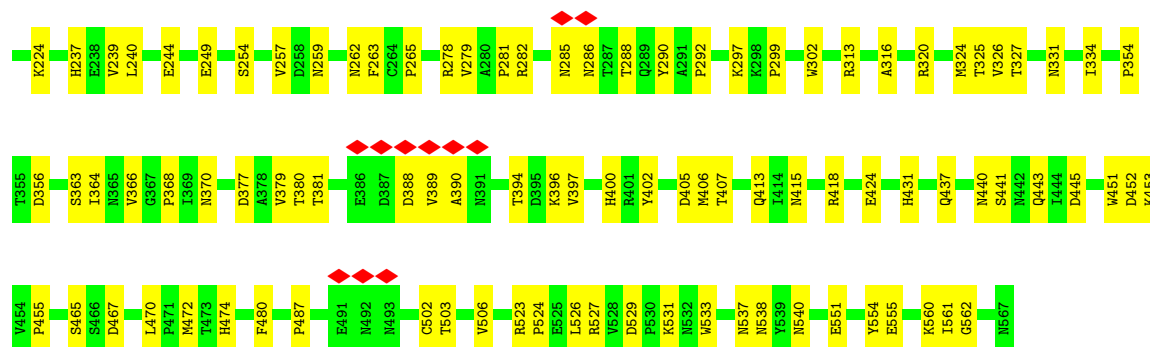 K224 H237 E238 V239 L240 E244 E249 S254 V257 D258 N259 N262 F263 C264 P265 R278 V279 A280 P281 R282 N285 N286 T287 T288 Q289 Y290 A291 P292 K297 K298 P299 W302 R313 A316 R320 M324 T325 V326 T327 N331 I334 P354
T355 D356 S363 I364 N365 V366 G367 P368 I369 N370 D377 A378 V379 T380 T381 E386 D387 D388 V389 A390 N391 T394 D395 K396 V397 H400 R401 Y402 D405 M406 T407 Q413 I414 N415 R418 E424 H431 Q437 N440 S441 N442 Q443 I444 D445 W451 D452 K453
V454 P455 S465 S466 D467 L470 P471 M472 T473 H474 F480 P487 E491 N492 N493 C502 T503 V506 R523 P524 E525 L526 R527 V528 D529 P530 K531 N532 W533 N537 N538 Y539 N540 E551 Y554 E555 K560 I561 G562 N567